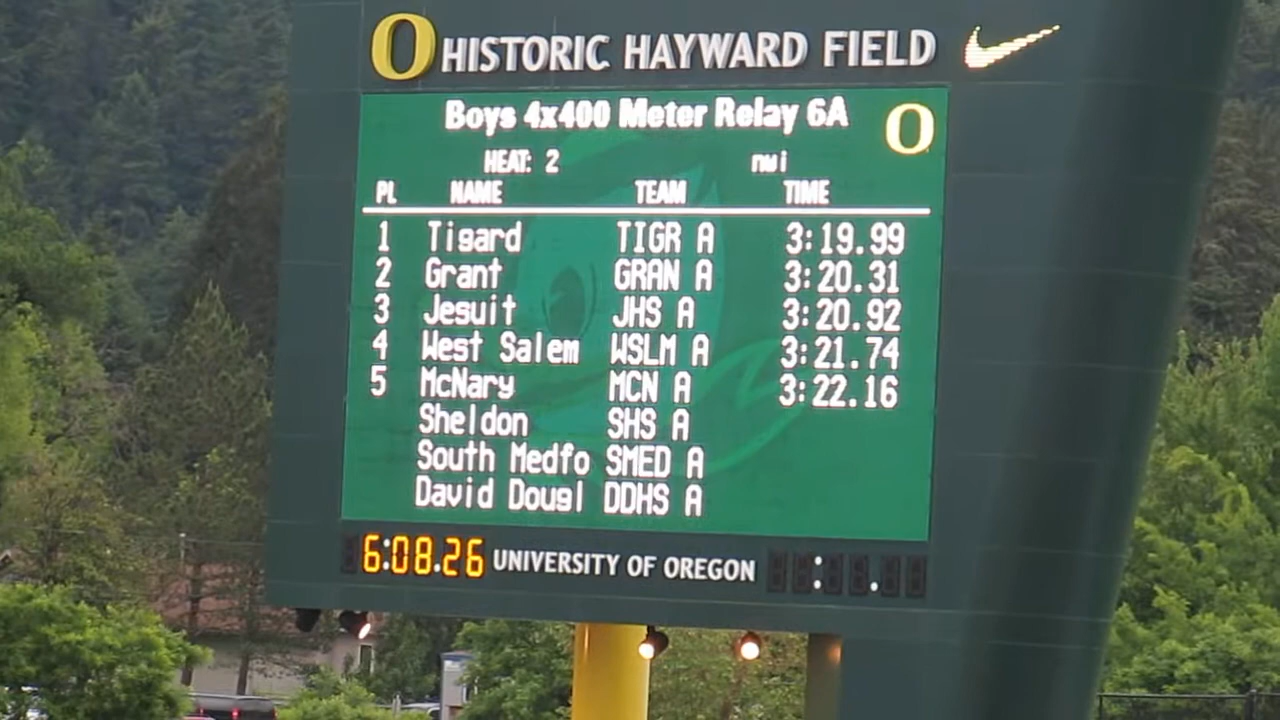 O HISTORIC HAYWARD FIELD
Boys 4x400 Meter Relay 6A O
HEAT: 2 nwi
PL NAME TEAM TIME
1 Tigard TIGR A 3:19.99
2 Grant GRAN A 3:20.31
3 Jesuit JHS A 3:20.92
4 West Salem WSLM A 3:21.74
5 McNary MCN A 3:22.16
Sheldon SHS A
South Medfo SMED A
David Dougl DDHS A
6:08.26 UNIVERSITY OF OREGON